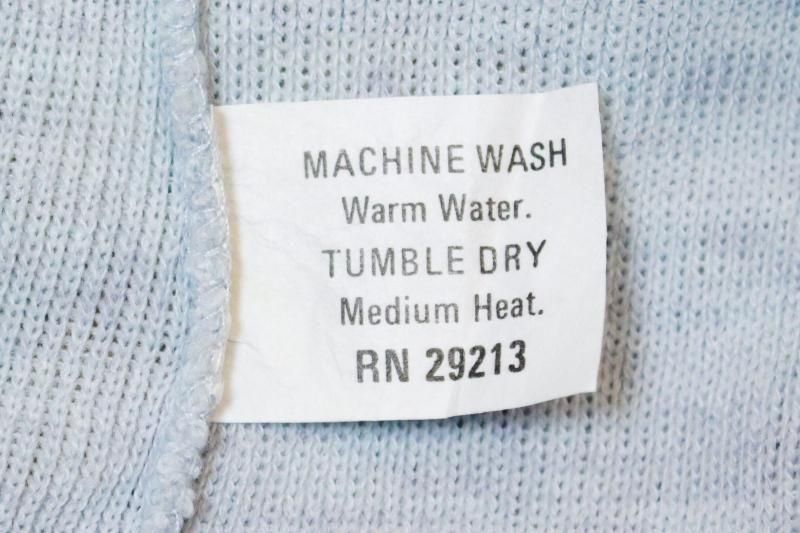 MACHINE WASH
Warm Water.
TUMBLE DRY
Medium Heat.
RN 29213